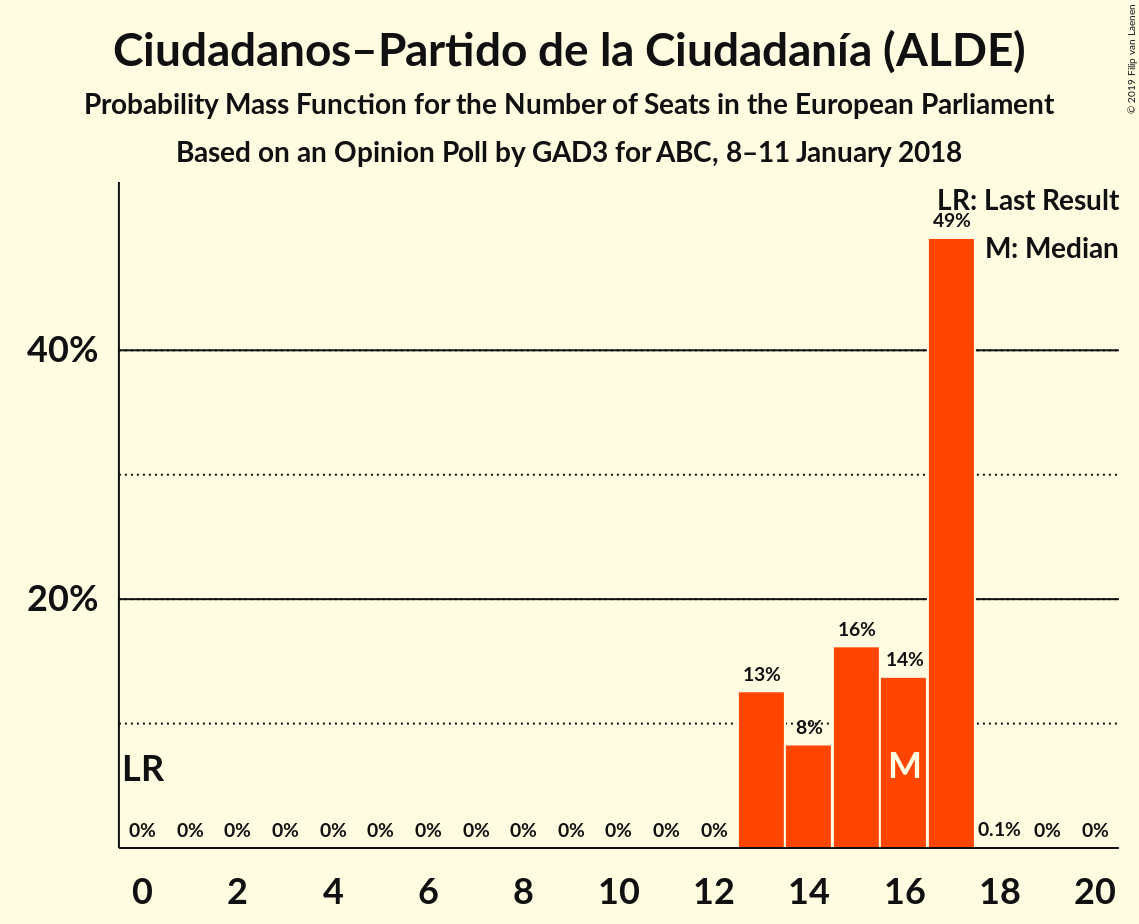 Ciudadanos–Partido de la Ciudadanía (ALDE)
Probability Mass Function for the Number of Seats in the European Parliament
Based on an Opinion Poll by GAD3 for ABC, 8–11 January 2018
© 2019 Filip van Laenen
LR: Last Result
M: Median
49%
40%
20%
16%
14%
13%
8%
LR
M
0% 0% 0% 0% 0% 0% 0% 0% 0% 0% 0% 0% 0% 0.1% 0% 0%
0 2 4 6 8 10 12 14 16 18 20